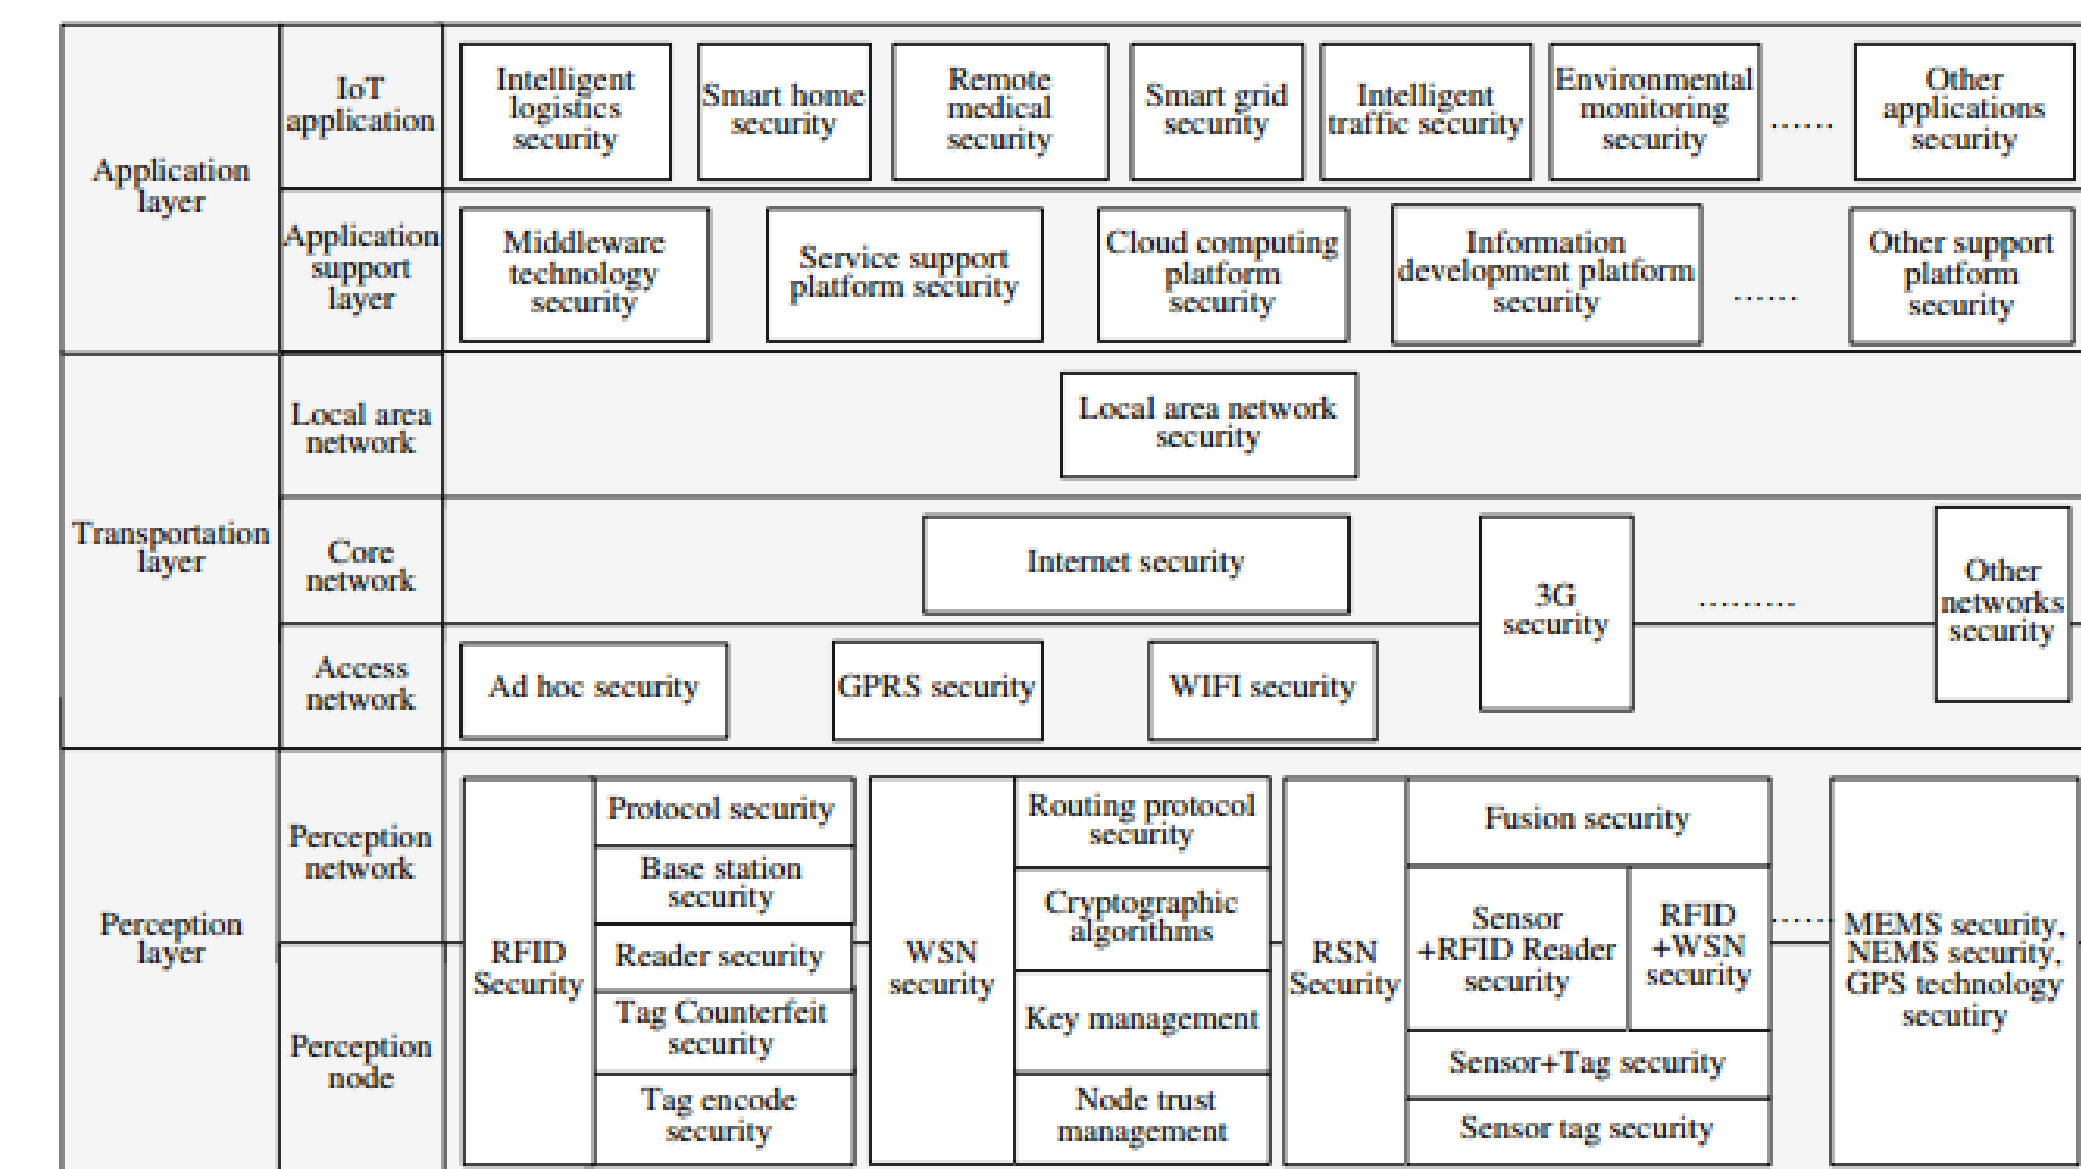 Application
layer
IoT
application
Intelligent
logistics
security
Smart home
security
Remote
medical
security
Smart grid
security
Intelligent
traffic security
Environmental
monitoring
security
......
Other
applications
security
Application
support
layer
Middleware
technology
security
Service support
platform security
Cloud computing
platform
security
Information
development platform
security
......
Other support
platform
security
Transportation
layer
Local area
network
Local area network
security
Core
network
Internet security
3G
security
.........
Other
networks
security
Access
network
Ad hoc security
GPRS security
WIFI security
Perception
layer
Perception
network
Perception
node
RFID
Security
Protocol security
Base station
security
Reader security
Tag Counterfeit
security
Tag encode
security
WSN
security
Routing protocol
security
Cryptographic
algorithms
Key management
Node trust
management
RSN
Security
Fusion security
Sensor
+RFID Reader
security
RFID
+WSN
security
Sensor+Tag security
Sensor tag security
......
MEMS security,
NEMS security,
GPS technology
secutiry